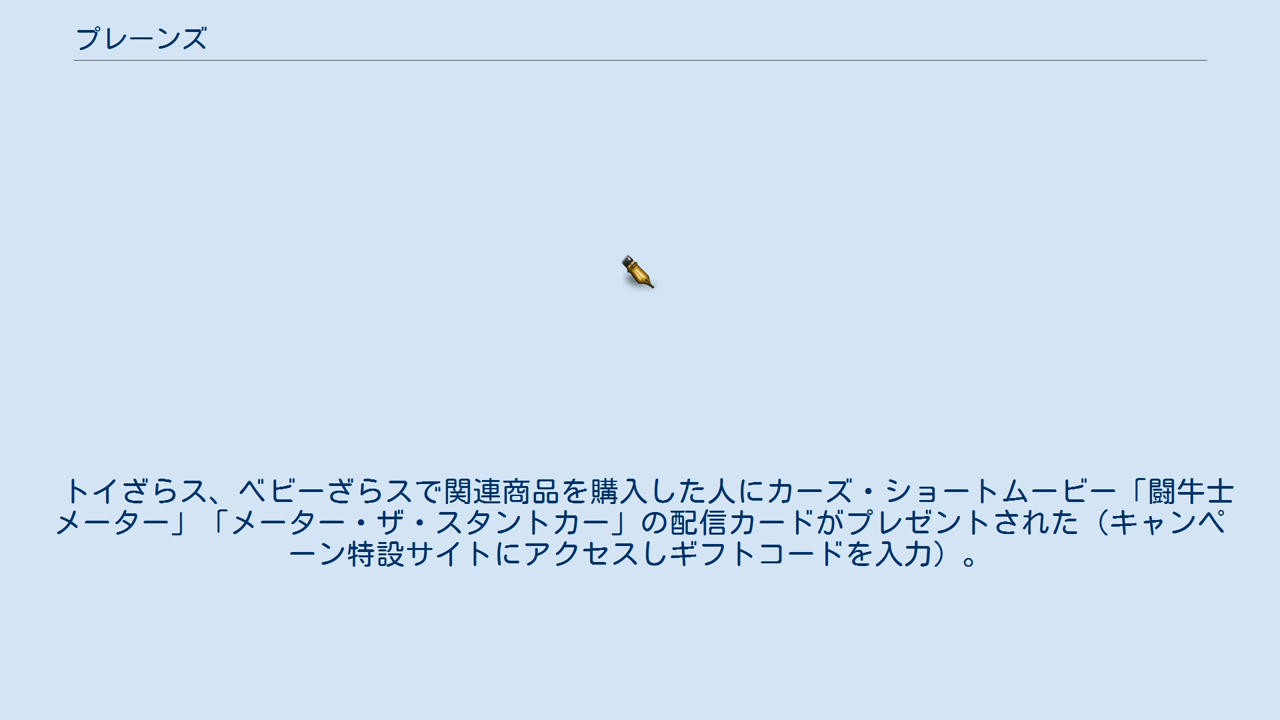 プレーンズ
トイざらス、ベビーざらスで関連商品を購入した人にカーズ・ショートムービー「闘牛士
メーター」「メーター・ザ・スタントカー」の配信カードがプレゼントされた（キャンペ
ーン特設サイトにアクセスしギフトコードを入力）。